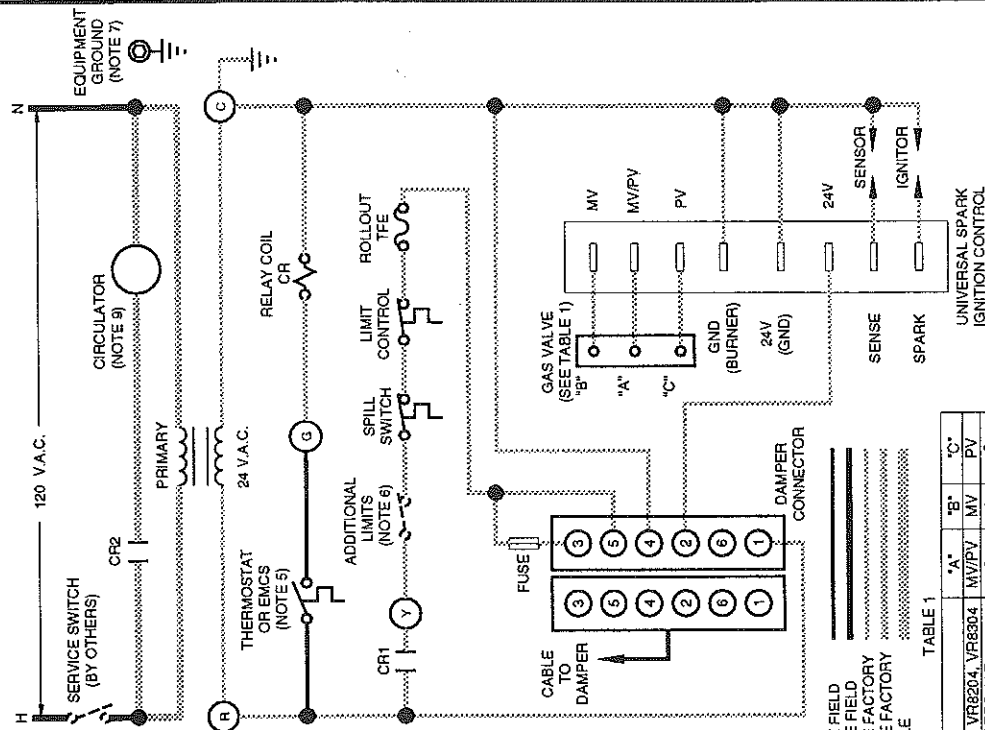 EQUIPMENT
GROUND
(NOTE 7)
H
120 V.A.C.
N
SERVICE SWITCH
(BY OTHERS)
CR2
CIRCULATOR
(NOTE 9)
PRIMARY
24 V.A.C.
R
C
THERMOSTAT
OR EMCS
(NOTE 5)
G
RELAY COIL
CR
CR1
Y
ADDITIONAL
LIMITS
(NOTE 6)
SPILL
SWITCH
LIMIT
CONTROL
ROLLOUT
TFE
FUSE
CABLE
TO
DAMPER
3
5
4
2
6
1
3
5
4
2
6
1
DAMPER
CONNECTOR
GAS VALVE
(SEE TABLE 1)
"B"
"A"
"C"
MV
MV/PV
PV
GND
(BURNER)
24V
(GND)
24V
SENSE
SENSOR
SPARK
IGNITOR
UNIVERSAL SPARK
IGNITION CONTROL
FIELD
FIELD
FACTORY
FACTORY
TABLE 1
"A" "B" "C"
VR8204, VR8304 MV/PV MV PV